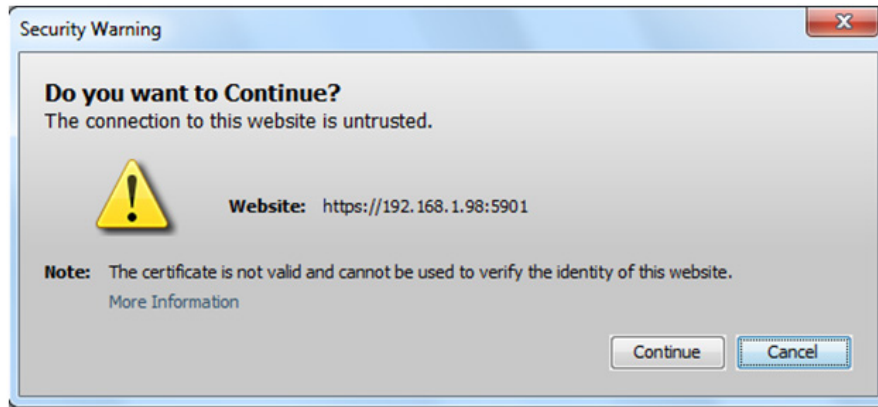 Security Warning
Do you want to Continue?
The connection to this website is untrusted.
Website: https://192.168.1.98:5901
Note: The certificate is not valid and cannot be used to verify the identity of this website.
More Information
Continue Cancel